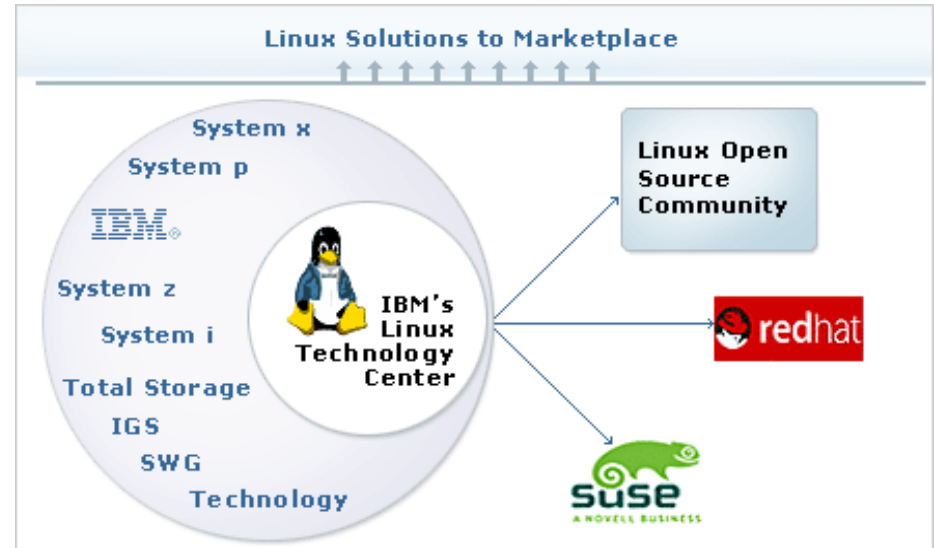 Linux Solutions to Marketplace
System x
System p
IBM®
System z
System i
Total Storage
IGS
SWG
Technology
IBM's
Linux
Technology
Center
Linux Open
Source
Community
redhat
SUSE
A NOVELL BUSINESS